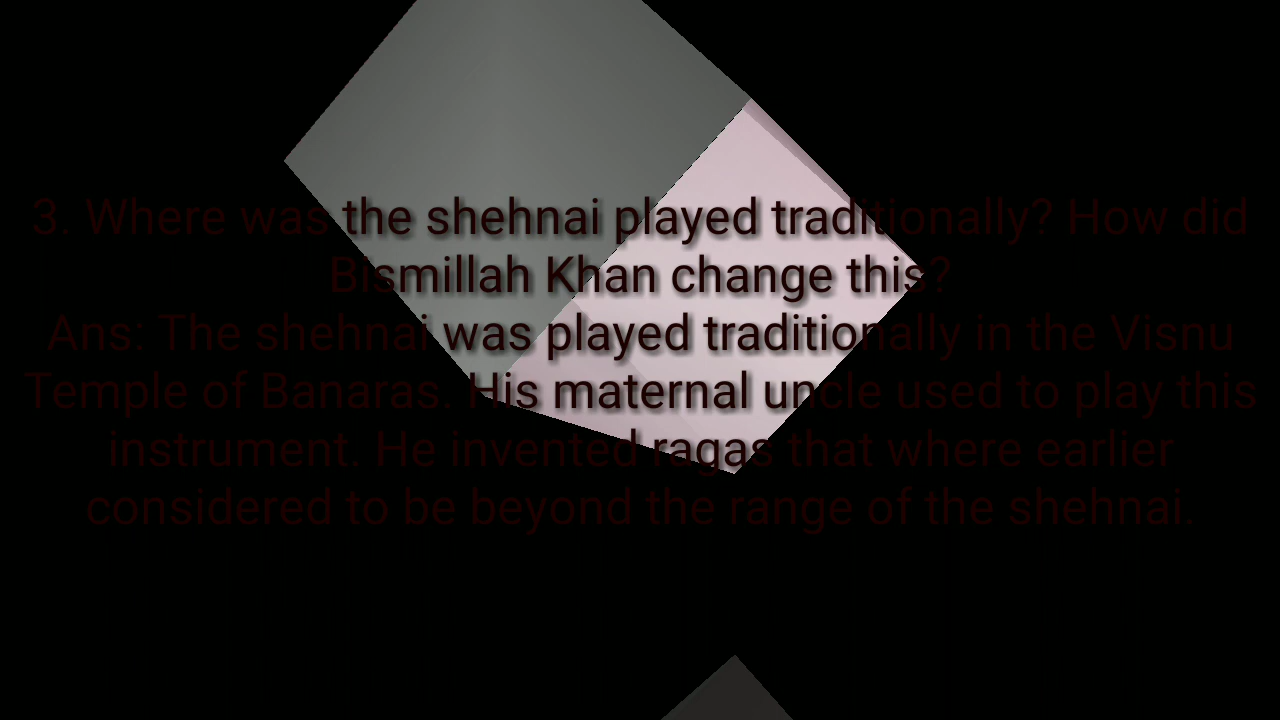 3. Where was the shehnai played traditionally? How did
Bismillah Khan change this?
Ans: The shehnai was played traditionally in the Visnu
Temple of Banaras. His maternal uncle used to play this
instrument. He invented ragas that where earlier
considered to be beyond the range of the shehnai.